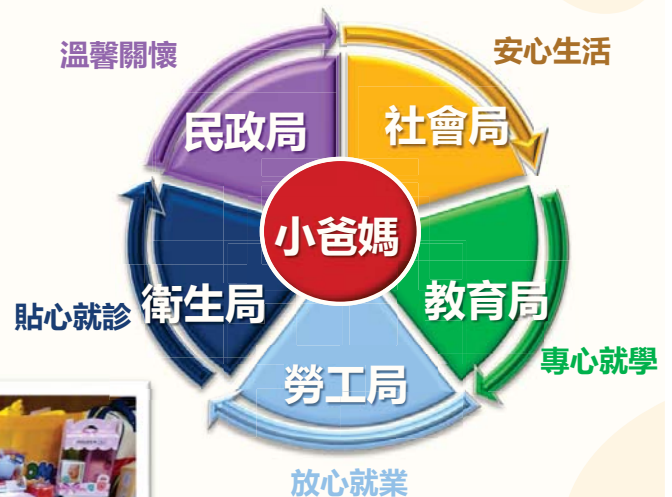 溫馨關懷
安心生活
民政局
社會局
小爸媽
衛生局
教育局
貼心就診
專心就學
勞工局
放心就業